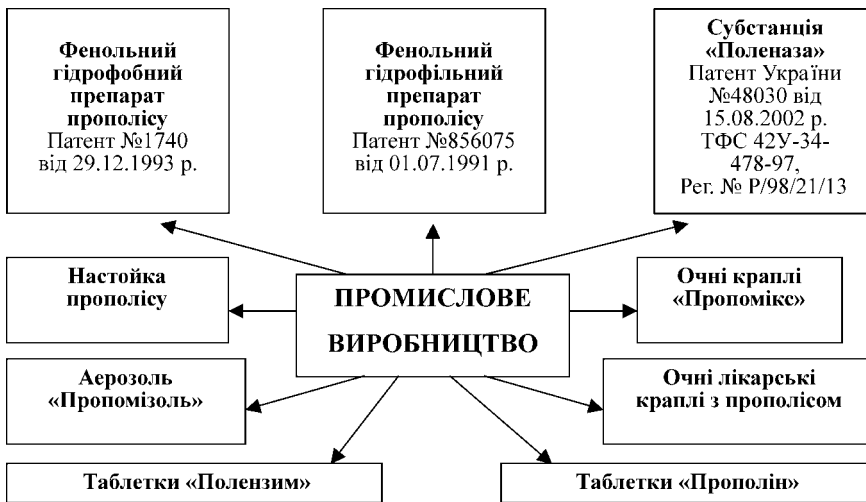 Фенольний
гідрофобний
препарат
прополісу
Патент №1740
від 29.12.1993 р.
Фенольний
гідрофільний
препарат
прополісу
Патент №856075
від 01.07.1991 р.
Субстанція
«Поленаза»
Патент України
№48030 від
15.08.2002 р.
ТФС 42У-34-
478-97,
Рег. № Р/98/21/13
Настойка
прополісу
ПРОМИСЛОВЕ
ВИРОБНИЦТВО
Очні краплі
«Пропомікс»
Аерозоль
«Пропомізоль»
Очні лікарські
краплі з прополісом
Таблетки «Полензим»
Таблетки «Прополін»